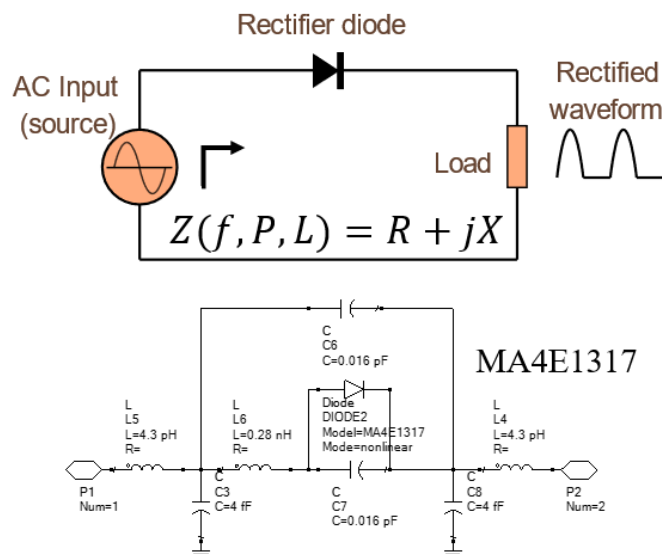 Rectifier diode
AC Input
(source)
Rectified
waveform
Load
Z(f, P, L) = R + jX
C
C6
C=0.016 pF
MA4E1317
L
L5
L=4.3 pH
R=
L
L6
L=0.28 nH
R=
Diode
DIODE2
Model=MA4E1317
Mode=nonlinear
L
L4
L=4.3 pH
R=
P1
Num=1
C
C3
C=4 fF
C
C7
C=0.016 pF
C
C8
C=4 fF
P2
Num=2